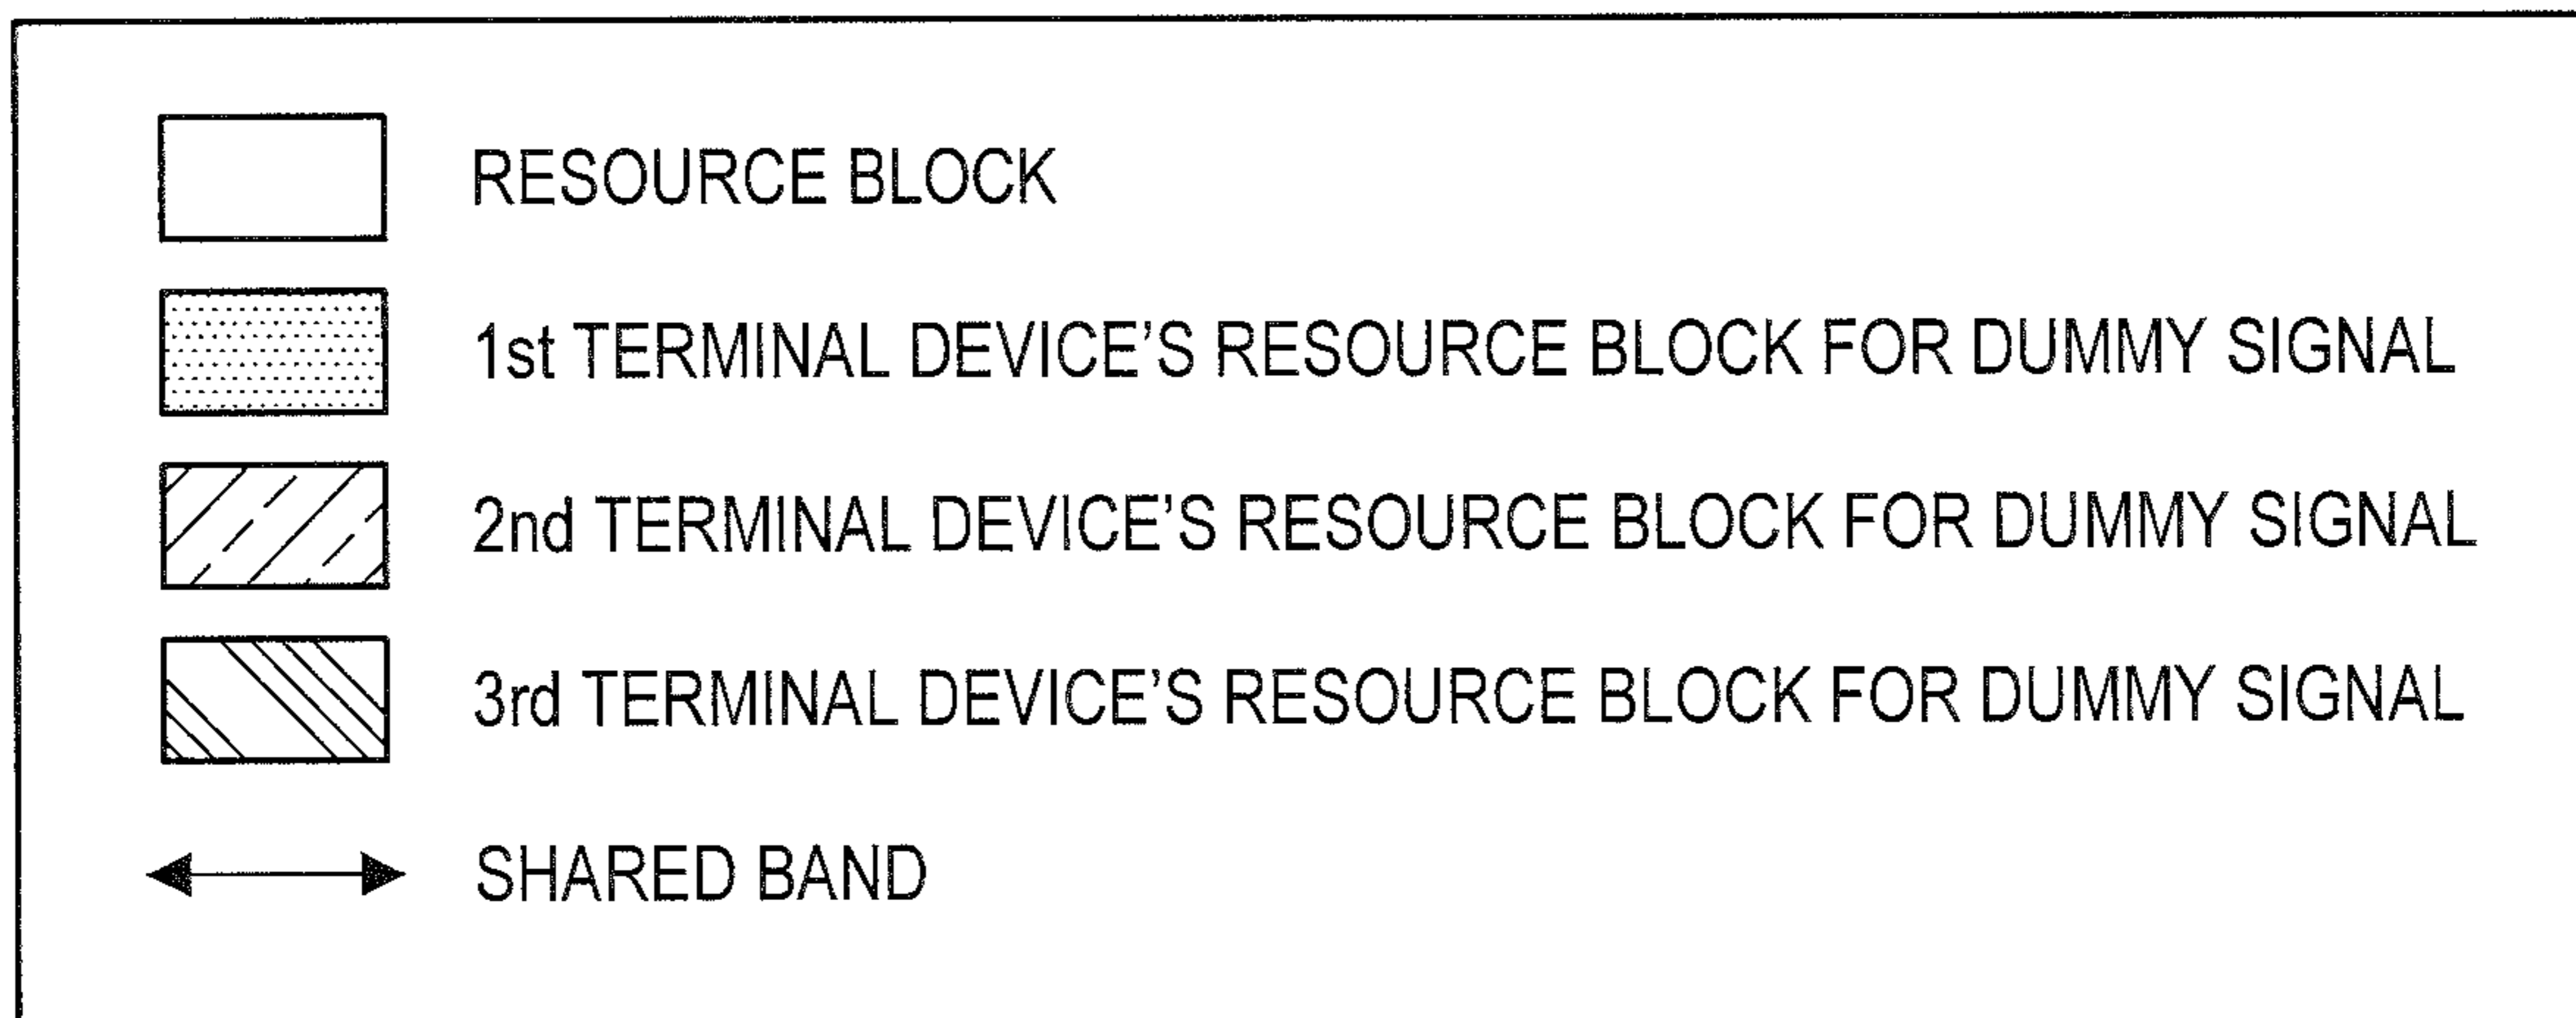 RESOURCE BLOCK
1st TERMINAL DEVICE'S RESOURCE BLOCK FOR DUMMY SIGNAL
2nd TERMINAL DEVICE'S RESOURCE BLOCK FOR DUMMY SIGNAL
3rd TERMINAL DEVICE'S RESOURCE BLOCK FOR DUMMY SIGNAL
SHARED BAND